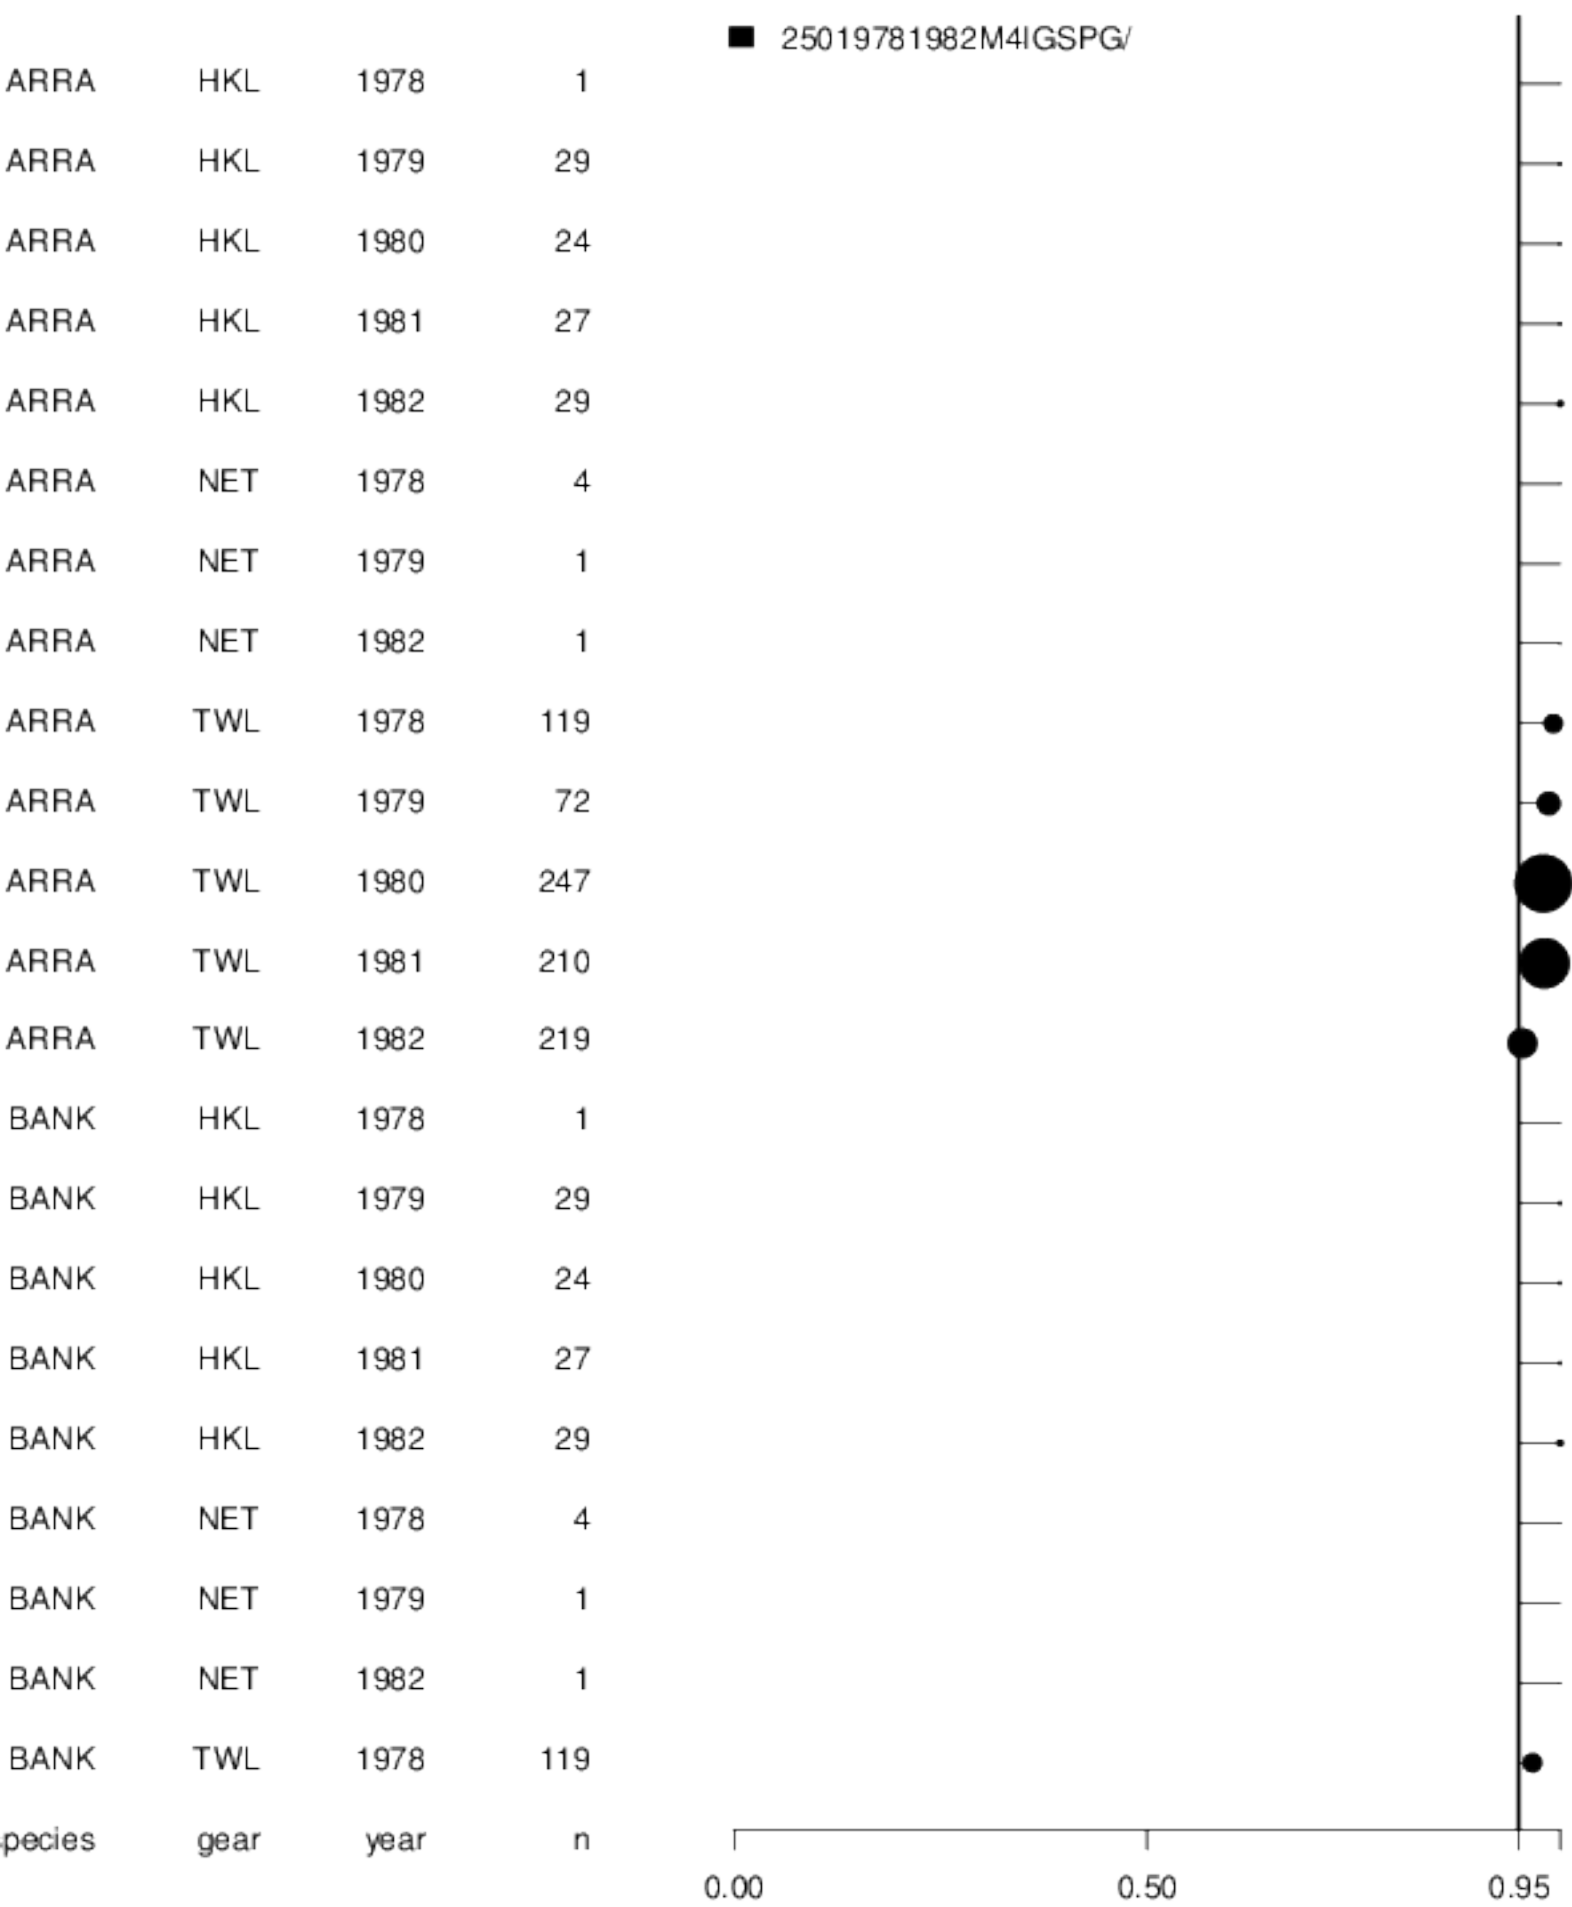 25019781982M4IGSPG/
ARRA HKL 1978 1
ARRA HKL 1979 29
ARRA HKL 1980 24
ARRA HKL 1981 27
ARRA HKL 1982 29
ARRA NET 1978 4
ARRA NET 1979 1
ARRA NET 1982 1
ARRA TWL 1978 119
ARRA TWL 1979 72
ARRA TWL 1980 247
ARRA TWL 1981 210
ARRA TWL 1982 219
BANK HKL 1978 1
BANK HKL 1979 29
BANK HKL 1980 24
BANK HKL 1981 27
BANK HKL 1982 29
BANK NET 1978 4
BANK NET 1979 1
BANK NET 1982 1
BANK TWL 1978 119
pecies gear year n
0.00 0.50 0.95